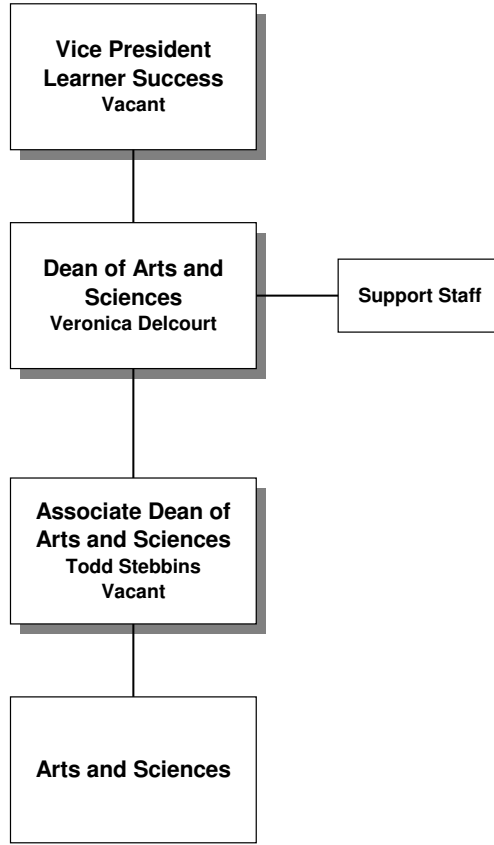 Vice President
Learner Success
Vacant
Dean of Arts and
Sciences
Veronica Delcourt
Support Staff
Associate Dean of
Arts and Sciences
Todd Stebbins
Vacant
Arts and Sciences